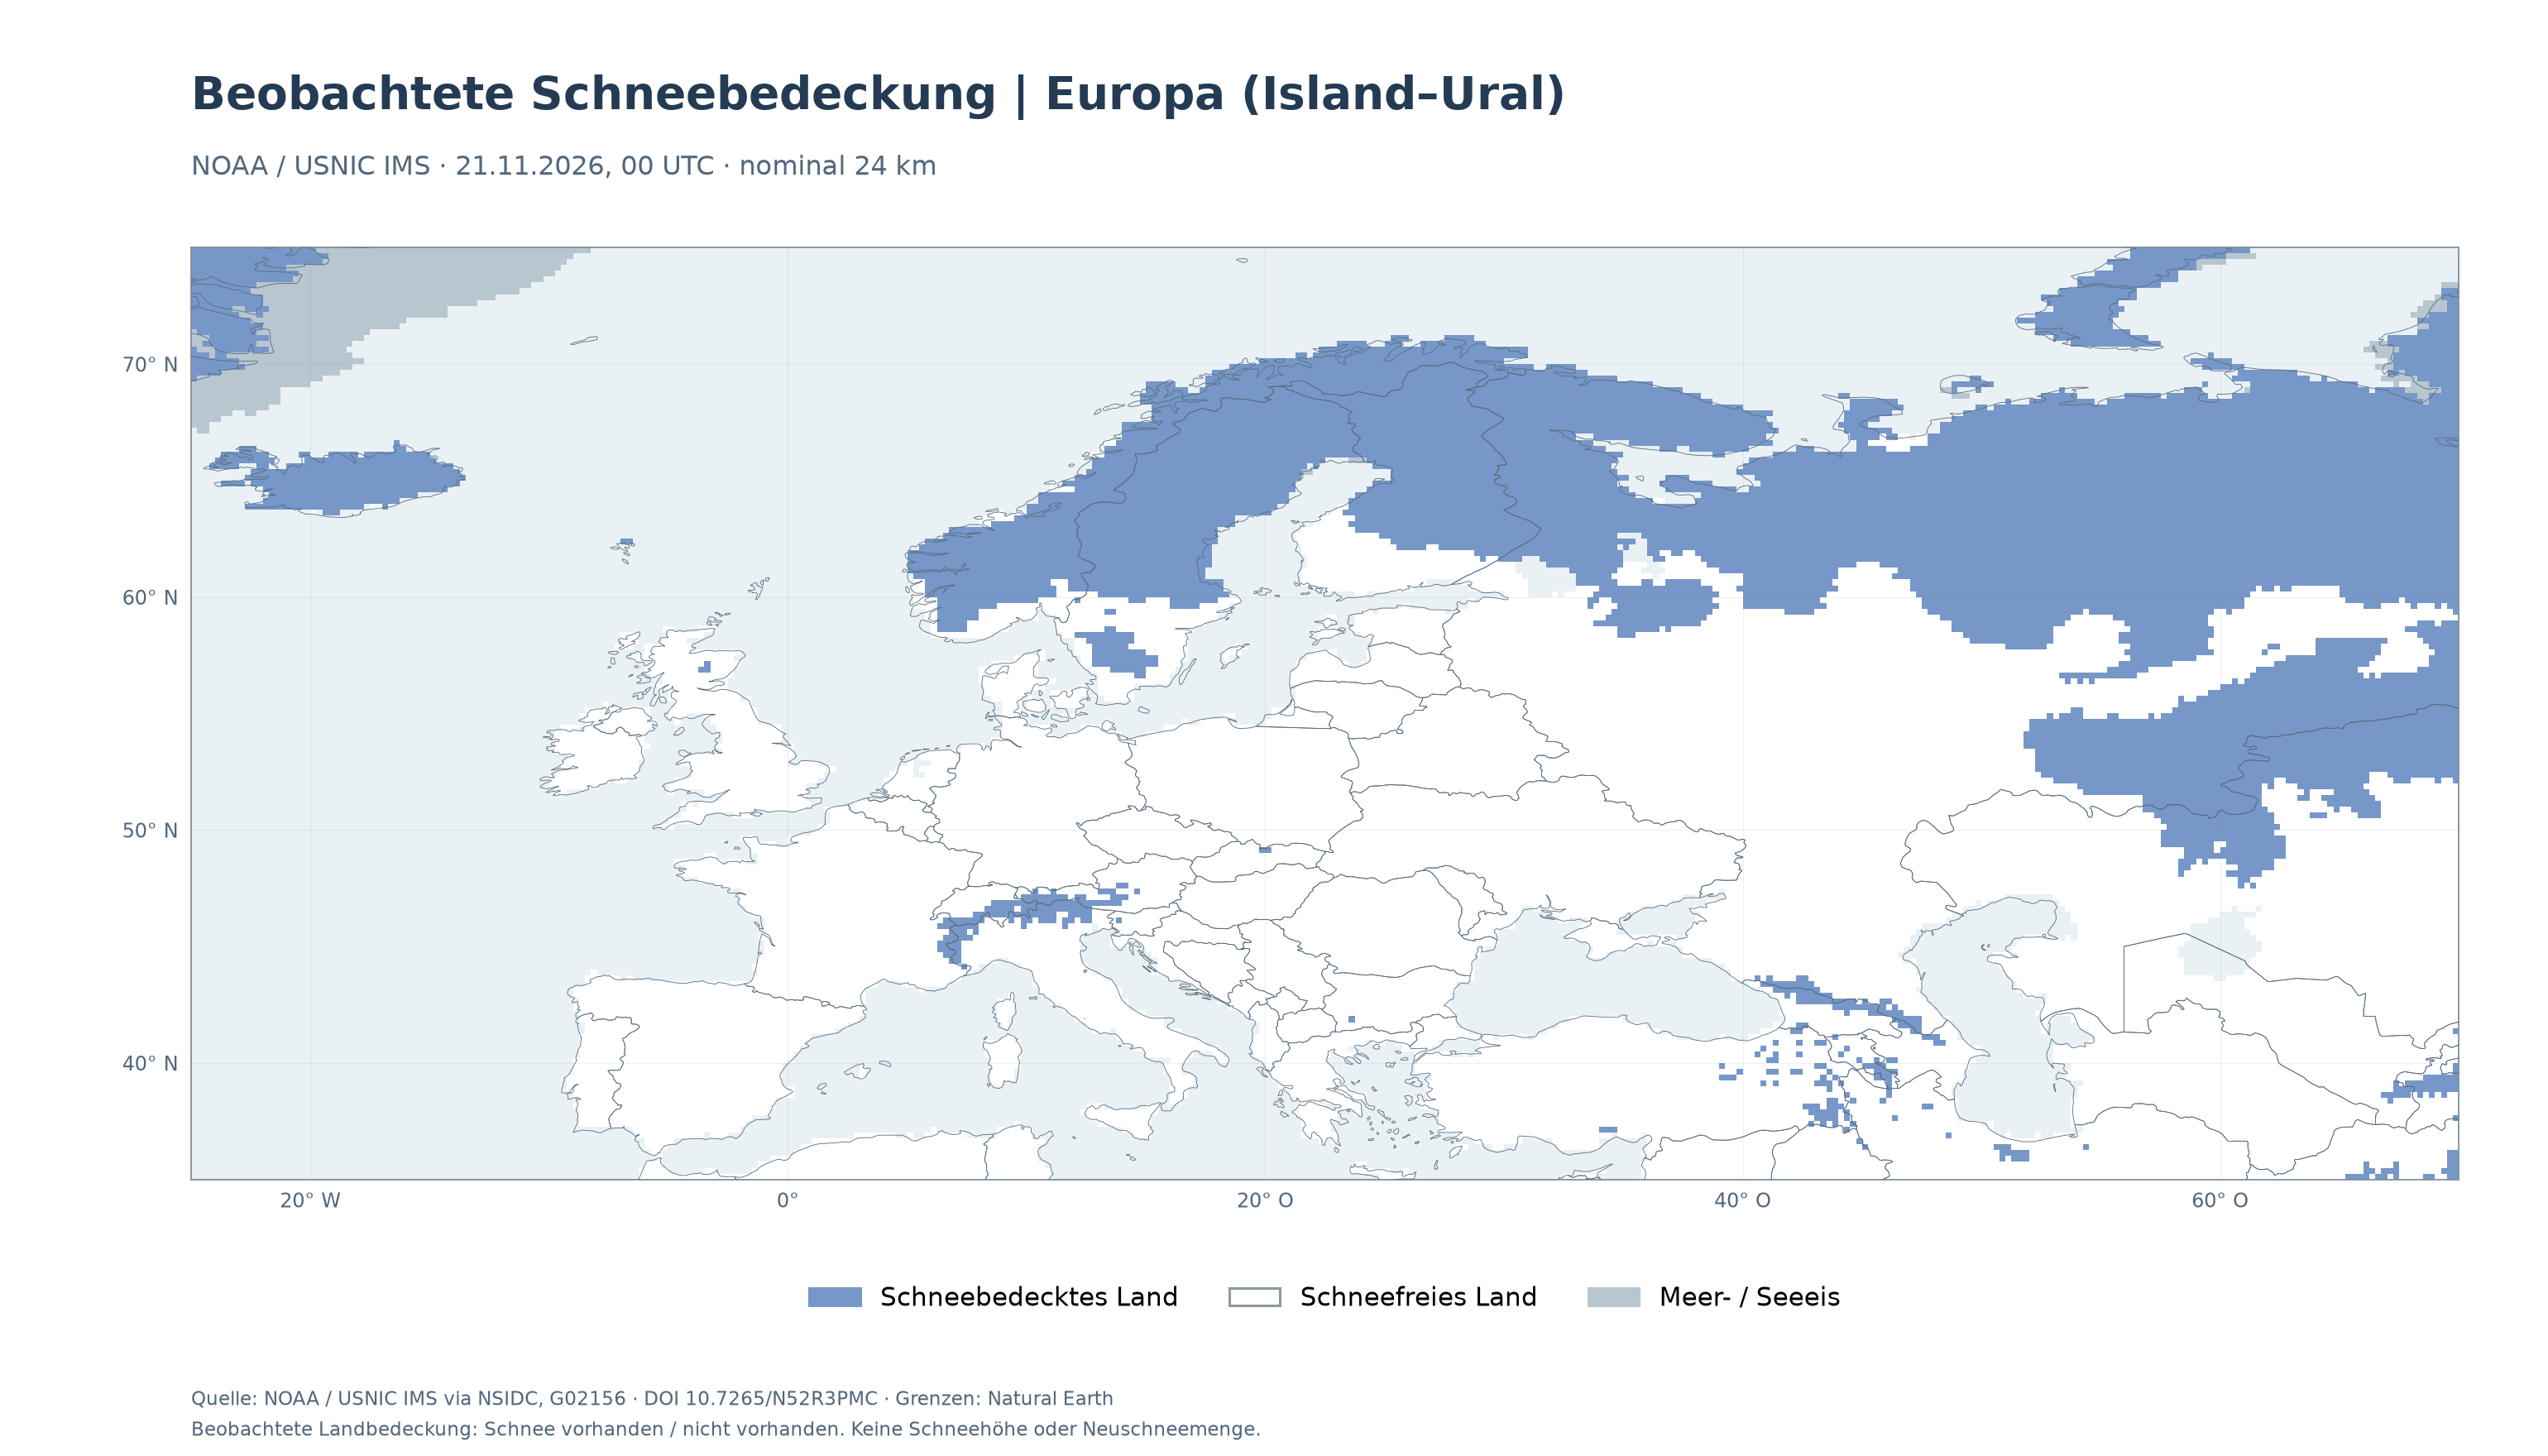 Beobachtete Schneebedeckung | Europa (Island–Ural)
NOAA / USNIC IMS · 21.11.2026, 00 UTC · nominal 24 km
70° N
60° N
50° N
40° N
20° W
0°
20° O
40° O
60° O
Schneebedecktes Land
Schneefreies Land
Meer- / Seeeis
Quelle: NOAA / USNIC IMS via NSIDC, G02156 · DOI 10.7265/N52R3PMC · Grenzen: Natural Earth
Beobachtete Landbedeckung: Schnee vorhanden / nicht vorhanden. Keine Schneehöhe oder Neuschneemenge.